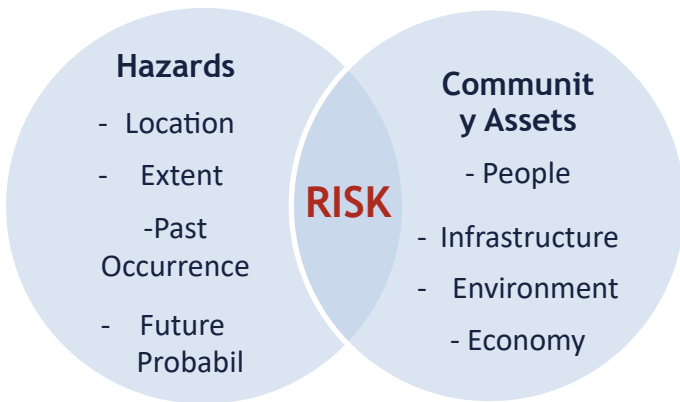 Hazards
- Location
- Extent
-Past
Occurrence
- Future
Probabil
RISK
Communit
y Assets
- People
- Infrastructure
- Environment
- Economy